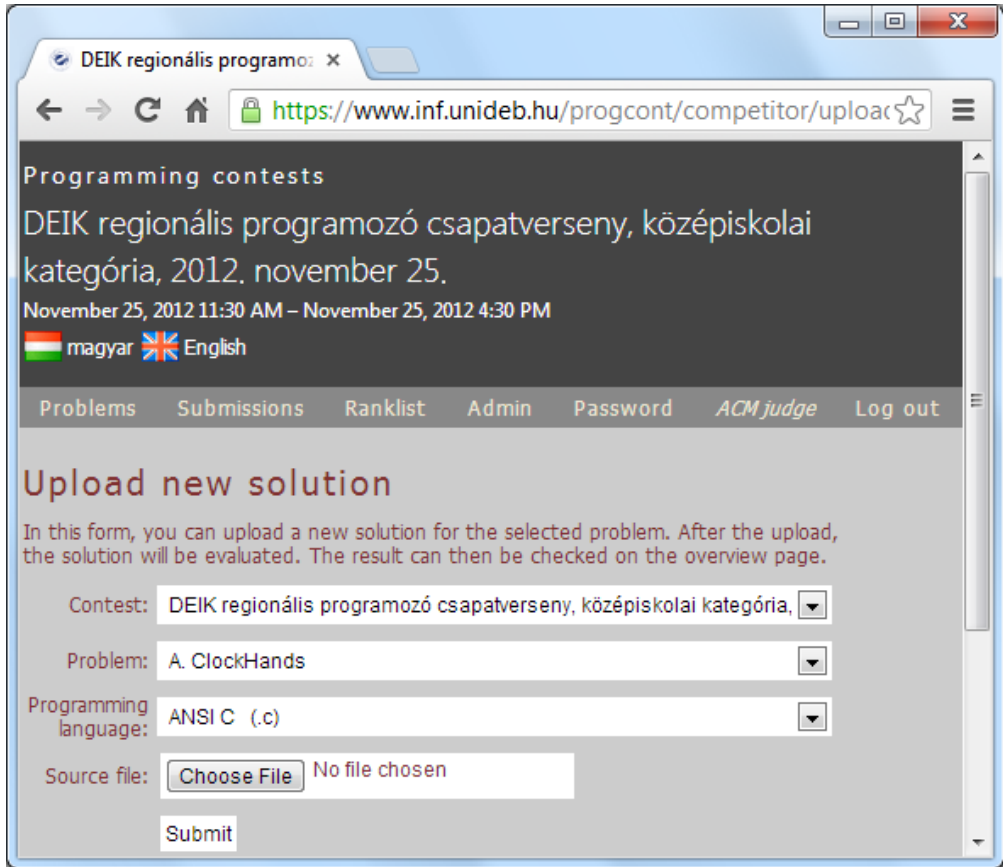 DEIK regionális programoz
https://www.inf.unideb.hu/progcont/competitor/upload
Programming contests
DEIK regionális programozó csapatverseny, középiskolai
kategória, 2012. november 25.
November 25, 2012 11:30 AM – November 25, 2012 4:30 PM
magyar English
Problems Submissions Ranklist Admin Password ACM judge Log out
Upload new solution
In this form, you can upload a new solution for the selected problem. After the upload,
the solution will be evaluated. The result can then be checked on the overview page.
Contest: DEIK regionális programozó csapatverseny, középiskolai kategória,
Problem: A. ClockHands
Programming
language: ANSI C (.c)
Source file: Choose File No file chosen
Submit